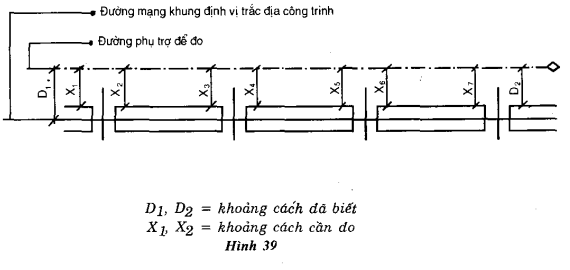 Đường mạng khung định vị trắc địa công trình
Đường phụ trợ để đo
D1,
X1
X2
X3
X4
X5
X6
X7
D2
D1, D2 = khoảng cách đã biết
X1, X2 = khoảng cách cần đo
Hình 39